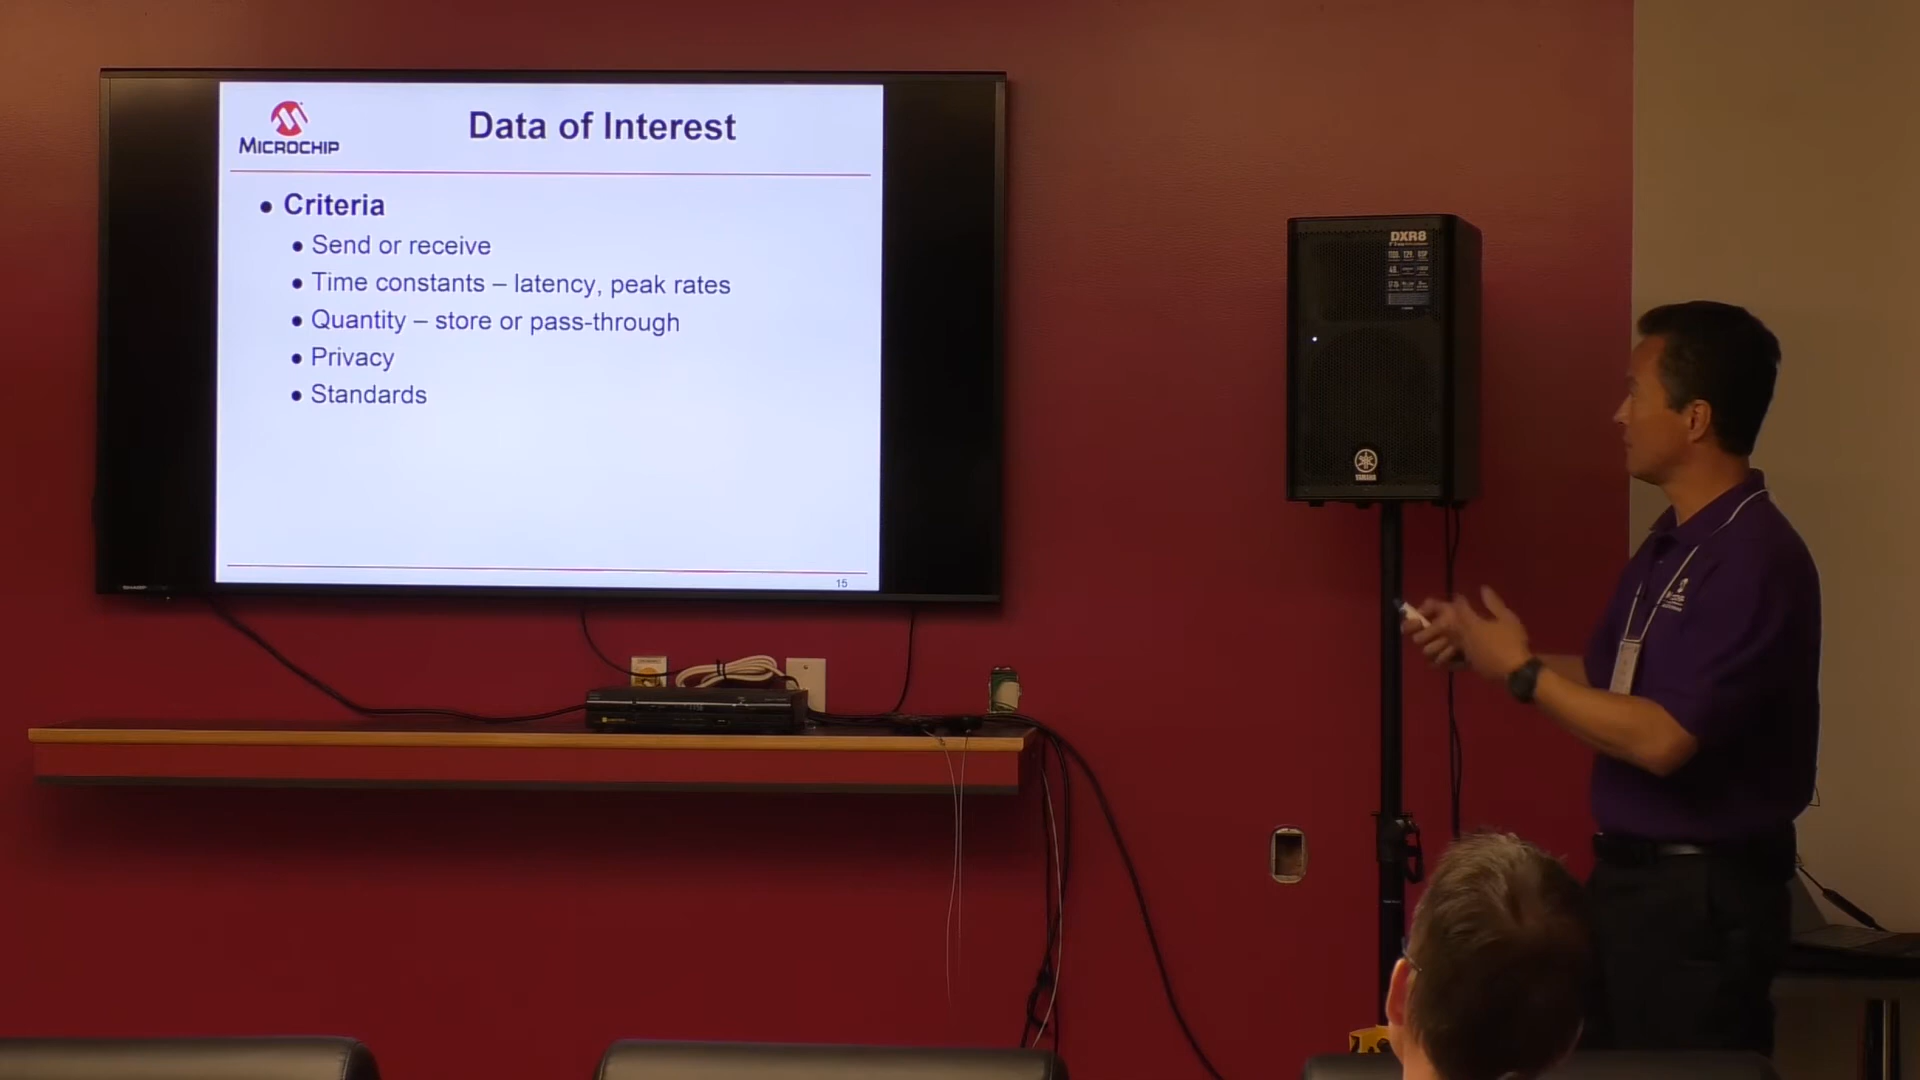 MICROCHIP
Data of Interest
Criteria
Send or receive
Time constants – latency, peak rates
Quantity – store or pass-through
Privacy
Standards
15
DXR8
YAMAHA